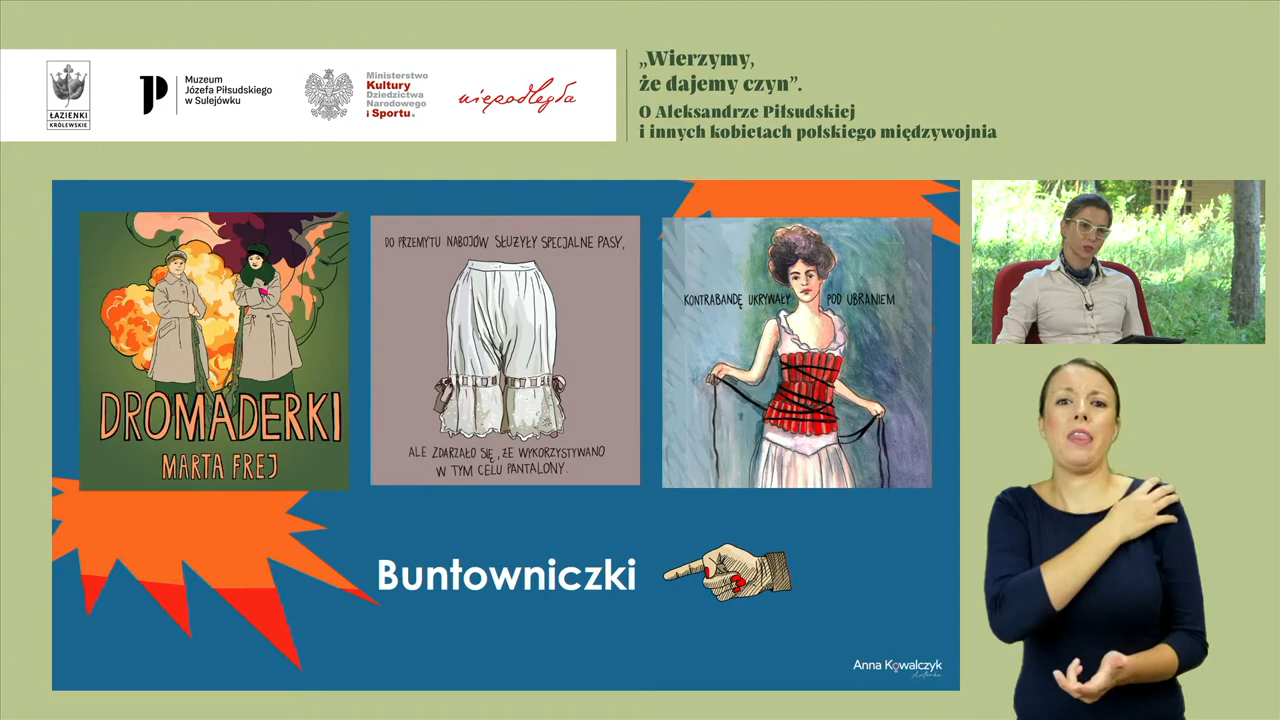 ŁAZIENKI
KRÓLEWSKIE
Muzeum
Józefa Piłsudskiego
w Sulejówku
Ministerstwo
Kultury
Dziedzictwa
Narodowego
i Sportu.
niepodległa
„Wierzymy,
że dajemy czyn”.
O Aleksandrze Piłsudskiej
i innych kobietach polskiego międzywojnia
DROMADERKI
MARTA FREJ
DO PRZEMYTU NABOJÓW SŁUŻYŁY SPECJALNE PASY,
ALE ZDARZAŁO SIĘ, ŻE WYKORZYSTYWANO
W TYM CELU PANTALONY.
KONTRABANDĘ UKRYWAŁY POD UBRANIEM
Buntowniczki
Anna Kowalczyk
autorka